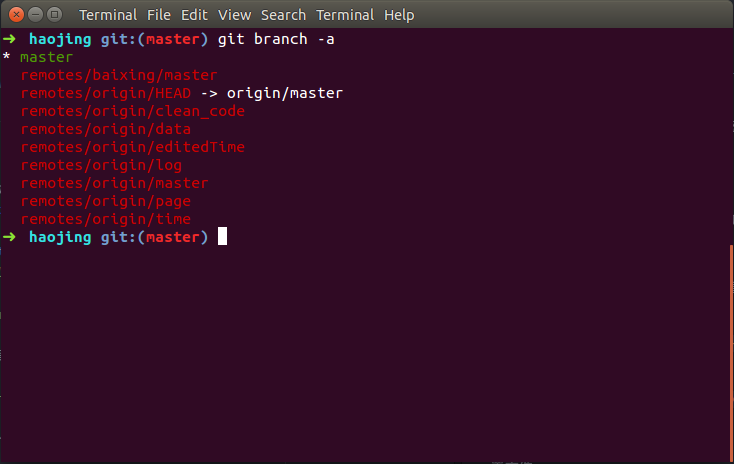 Terminal File Edit View Search Terminal Help
➜ haojing git:(master) git branch -a
* master
remotes/baixing/master
remotes/origin/HEAD -> origin/master
remotes/origin/clean_code
remotes/origin/data
remotes/origin/editedTime
remotes/origin/log
remotes/origin/master
remotes/origin/page
remotes/origin/time
➜ haojing git:(master)